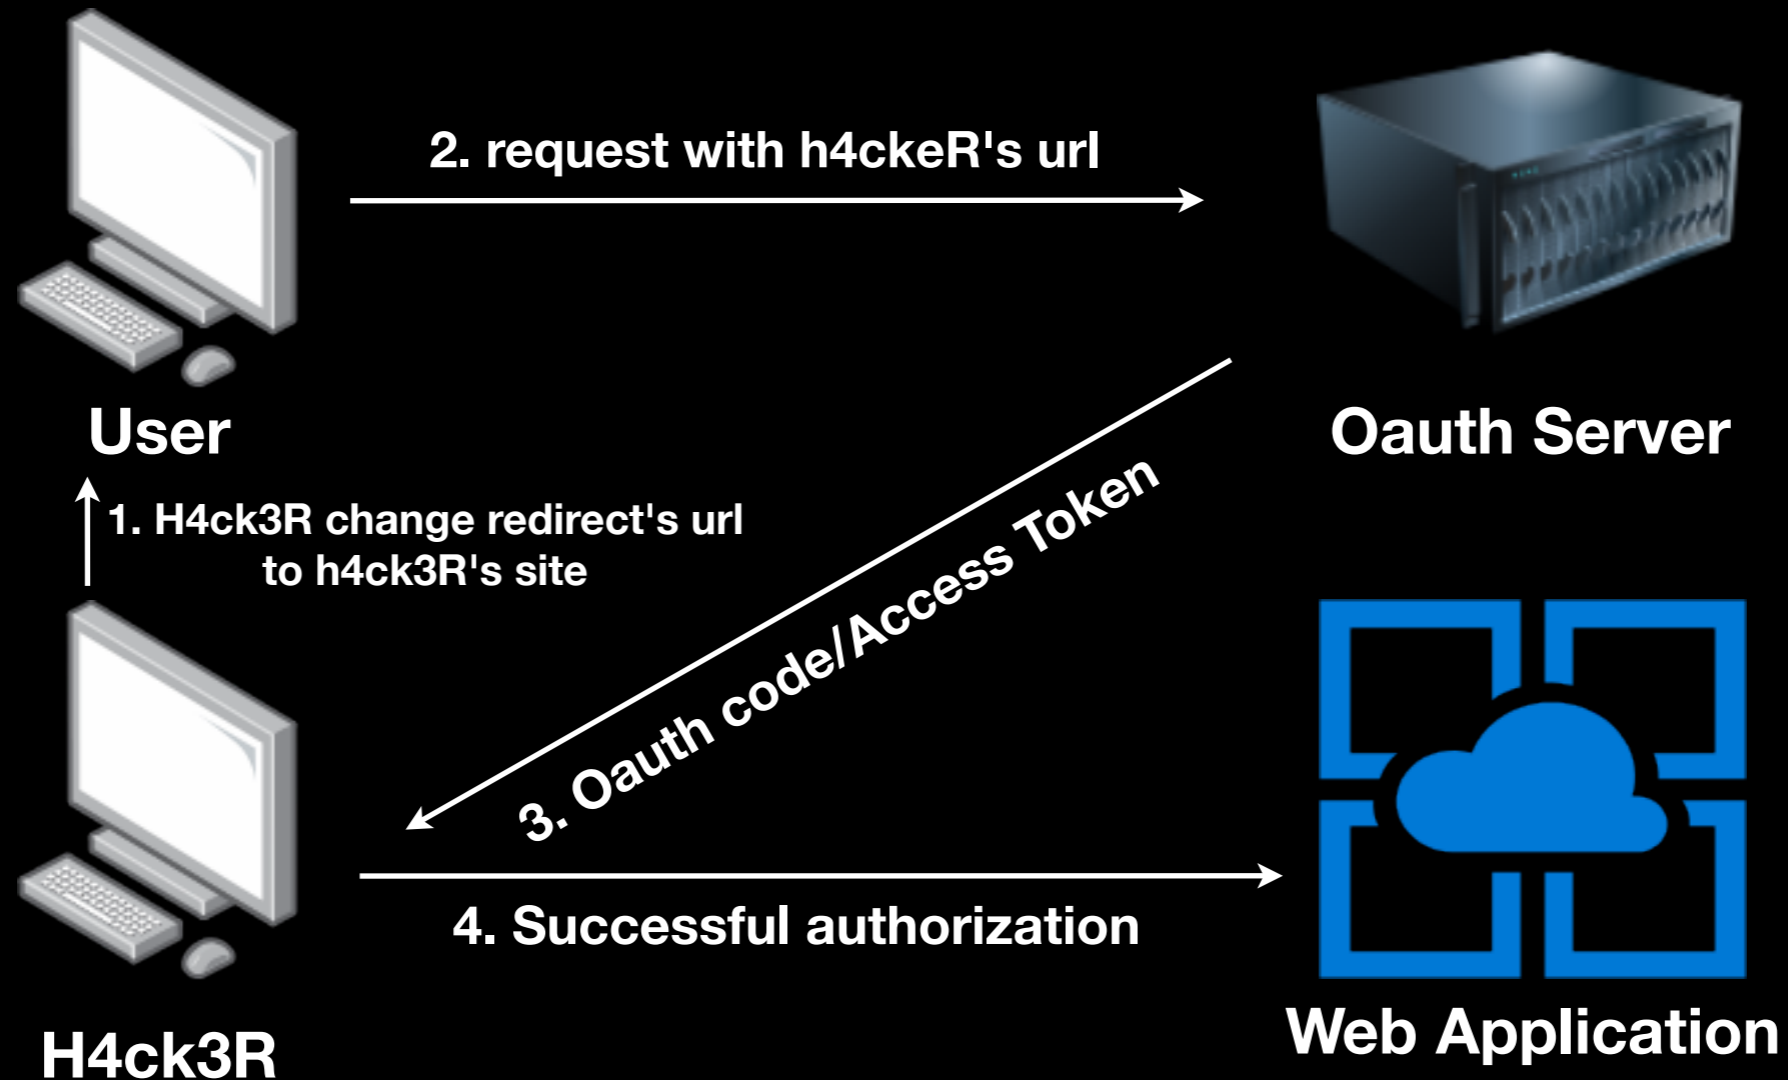 2. request with h4ckeR's url
User
Oauth Server
1. H4ck3R change redirect's url
to h4ck3R's site
3. Oauth code/Access Token
4. Successful authorization
H4ck3R
Web Application